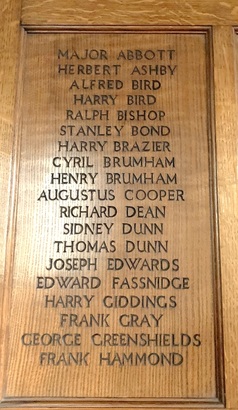 MAJOR ABBOTT
HERBERT ASHBY
ALFRED BIRD
HARRY BIRD
RALPH BISHOP
STANLEY BOND
HARRY BRAZIER
CYRIL BRUMHAM
HENRY BRUMHAM
AUGUSTUS COOPER
RICHARD DEAN
SIDNEY DUNN
THOMAS DUNN
JOSEPH EDWARDS
EDWARD FASSNIDGE
HARRY GIDDINGS
FRANK GRAY
GEORGE GREENSHIELDS
FRANK HAMMOND